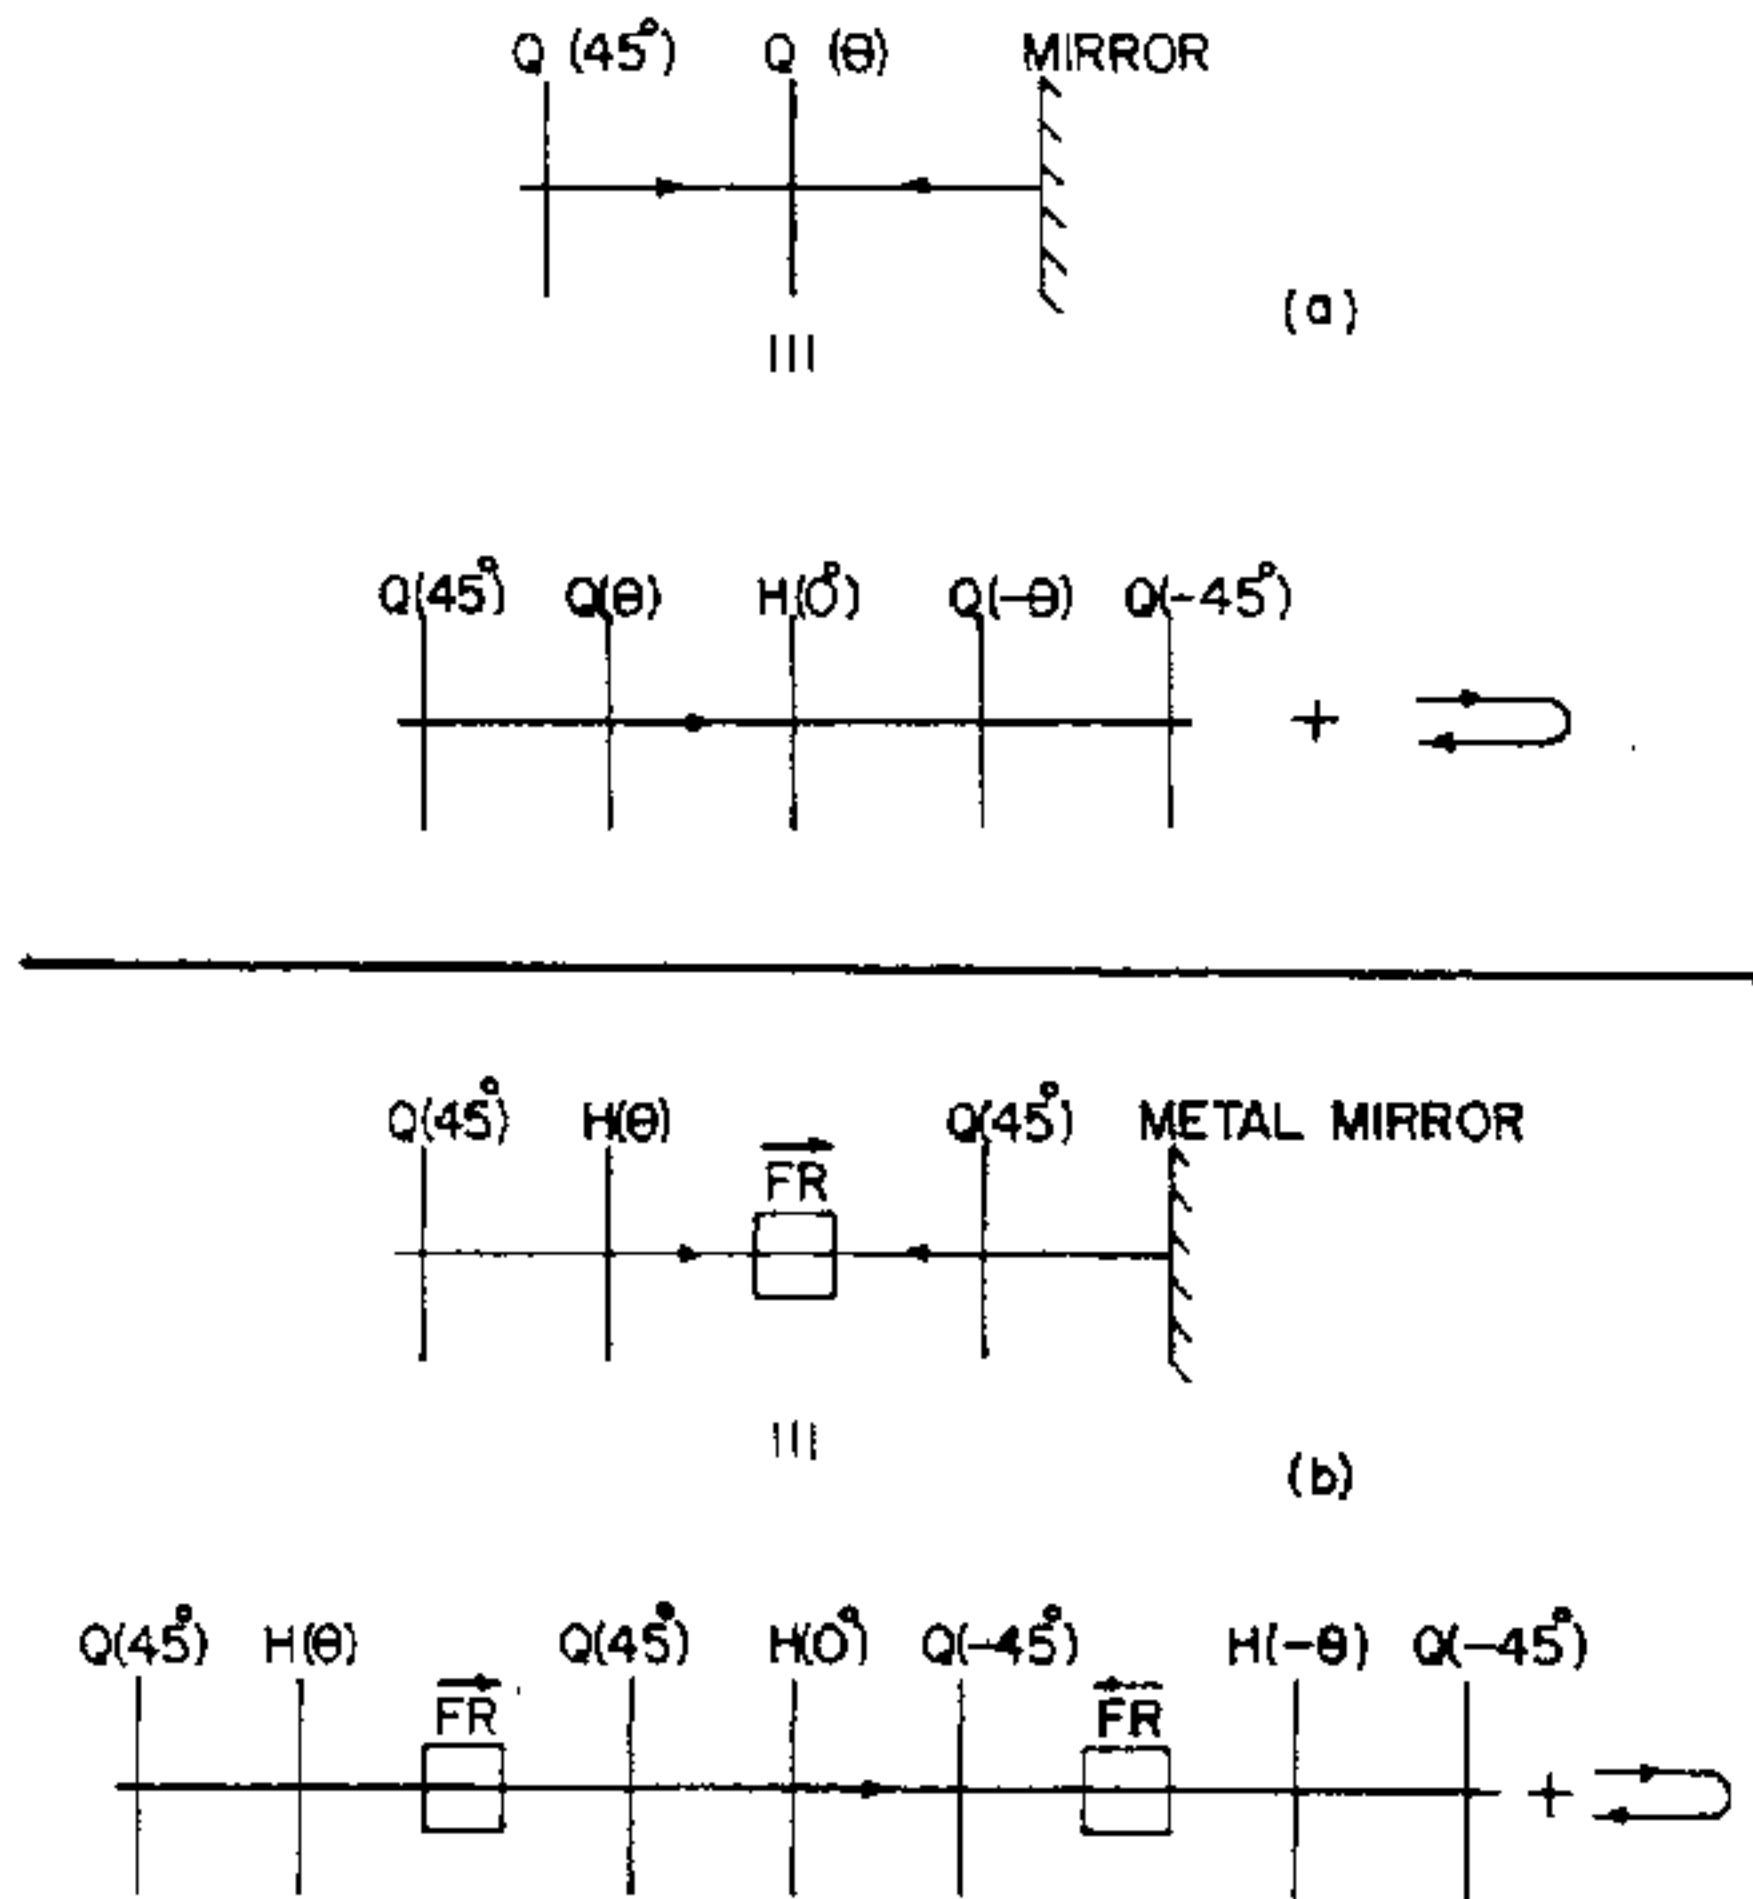 Q (45°) Q (θ) MIRROR
(a)
Q(45°) Q(θ) H(0°) Q(-θ) Q(-45°)
+
Q(45°) H(θ) Q(45°) METAL MIRROR
FR
(b)
Q(45°) H(θ) Q(45°) H(0°) Q(-45°) H(-θ) Q(-45°)
FR FR
+